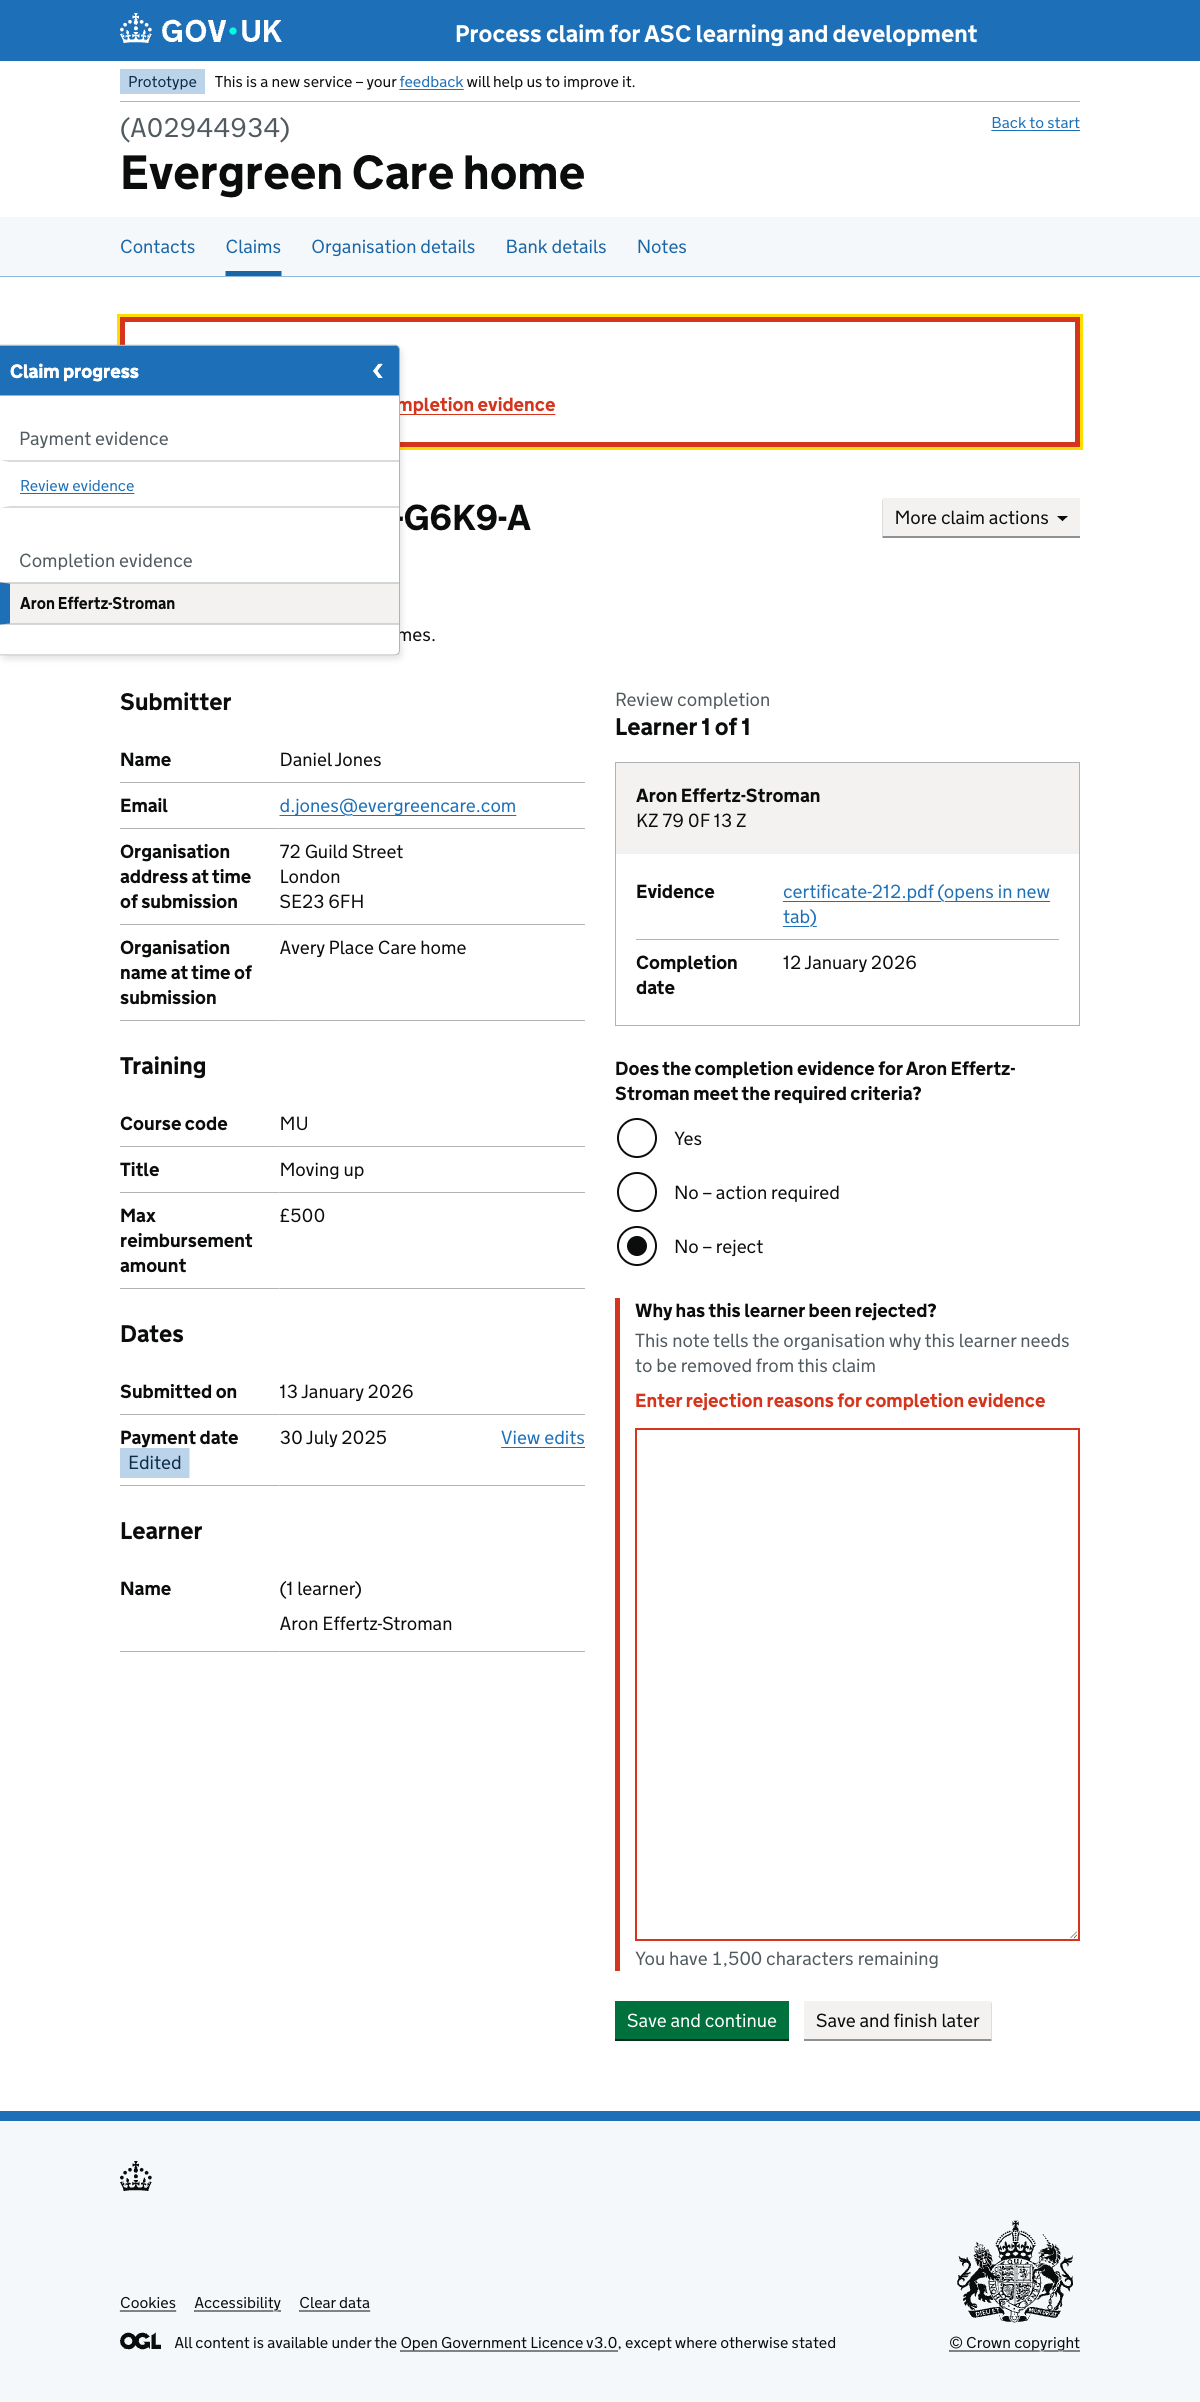 GOV•UK
Process claim for ASC learning and development
Prototype This is a new service – your feedback will help us to improve it.
(A02944934)
Back to start
Evergreen Care home
Contacts Claims Organisation details Bank details Notes
Claim progress
completion evidence
Payment evidence
Review evidence
-G6K9-A
More claim actions
Completion evidence
Aron Effertz-Stroman
Submitter
Name Daniel Jones
Email d.jones@evergreencare.com
Organisation address at time of submission
72 Guild Street
London
SE23 6FH
Organisation name at time of submission
Avery Place Care home
Training
Course code MU
Title Moving up
Max reimbursement amount £500
Dates
Submitted on 13 January 2026
Payment date 30 July 2025 View edits
Edited
Learner
Name (1 learner)
Aron Effertz-Stroman
Review completion
Learner 1 of 1
Aron Effertz-Stroman
KZ 79 0F 13 Z
Evidence certificate-212.pdf (opens in new
tab)
Completion date 12 January 2026
Does the completion evidence for Aron Effertz-
Stroman meet the required criteria?
Yes
No – action required
No – reject
Why has this learner been rejected?
This note tells the organisation why this learner needs
to be removed from this claim
Enter rejection reasons for completion evidence
You have 1,500 characters remaining
Save and continue Save and finish later
Cookies Accessibility Clear data
OGL All content is available under the Open Government Licence v3.0, except where otherwise stated
© Crown copyright